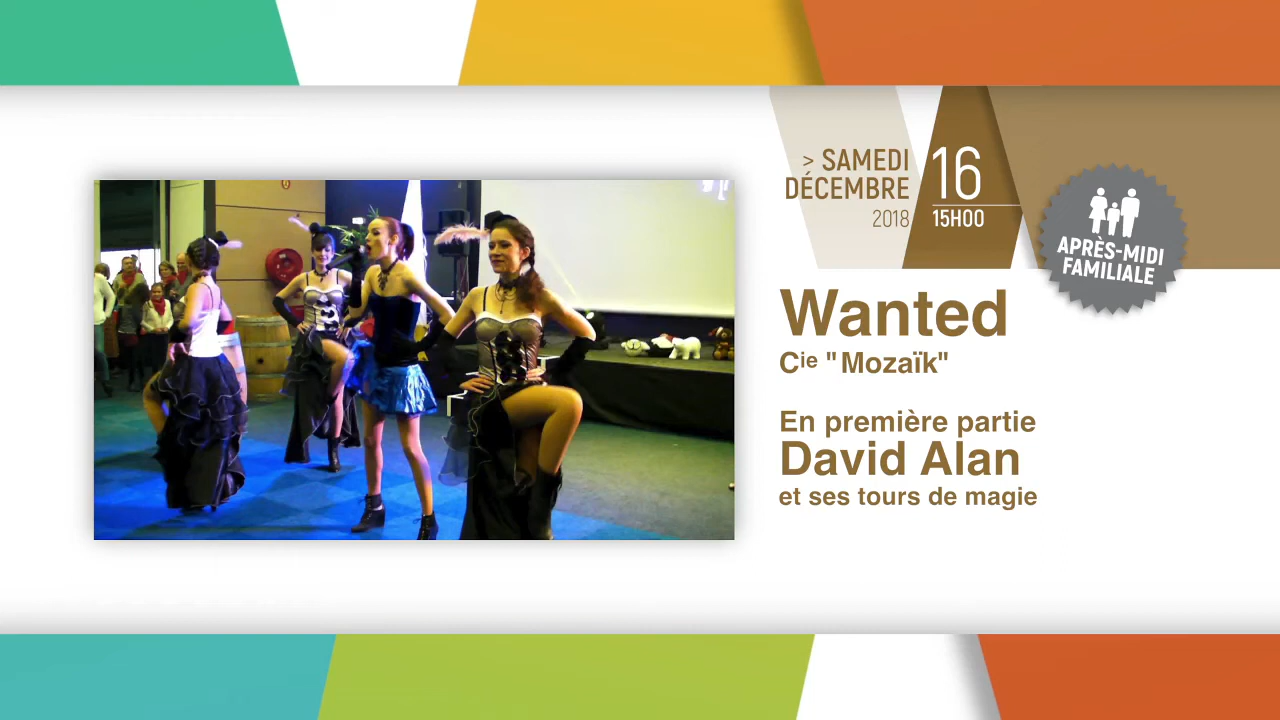 > SAMEDI
DÉCEMBRE
2018
16
15H00
APRÈS-MIDI
FAMILIALE
Wanted
Cie "Mozaïk"
En première partie
David Alan
et ses tours de magie